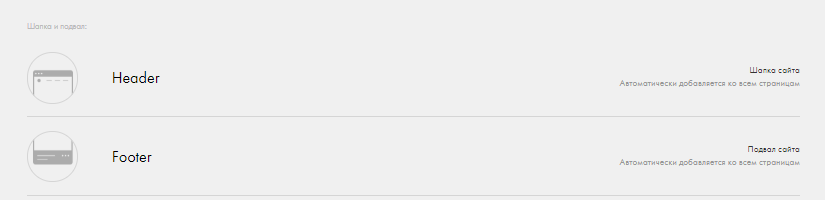 Шапка и подвал:
Header
Шапка сайта
Автоматически добавляется ко всем страницам
Footer
Подвал сайта
Автоматически добавляется ко всем страницам